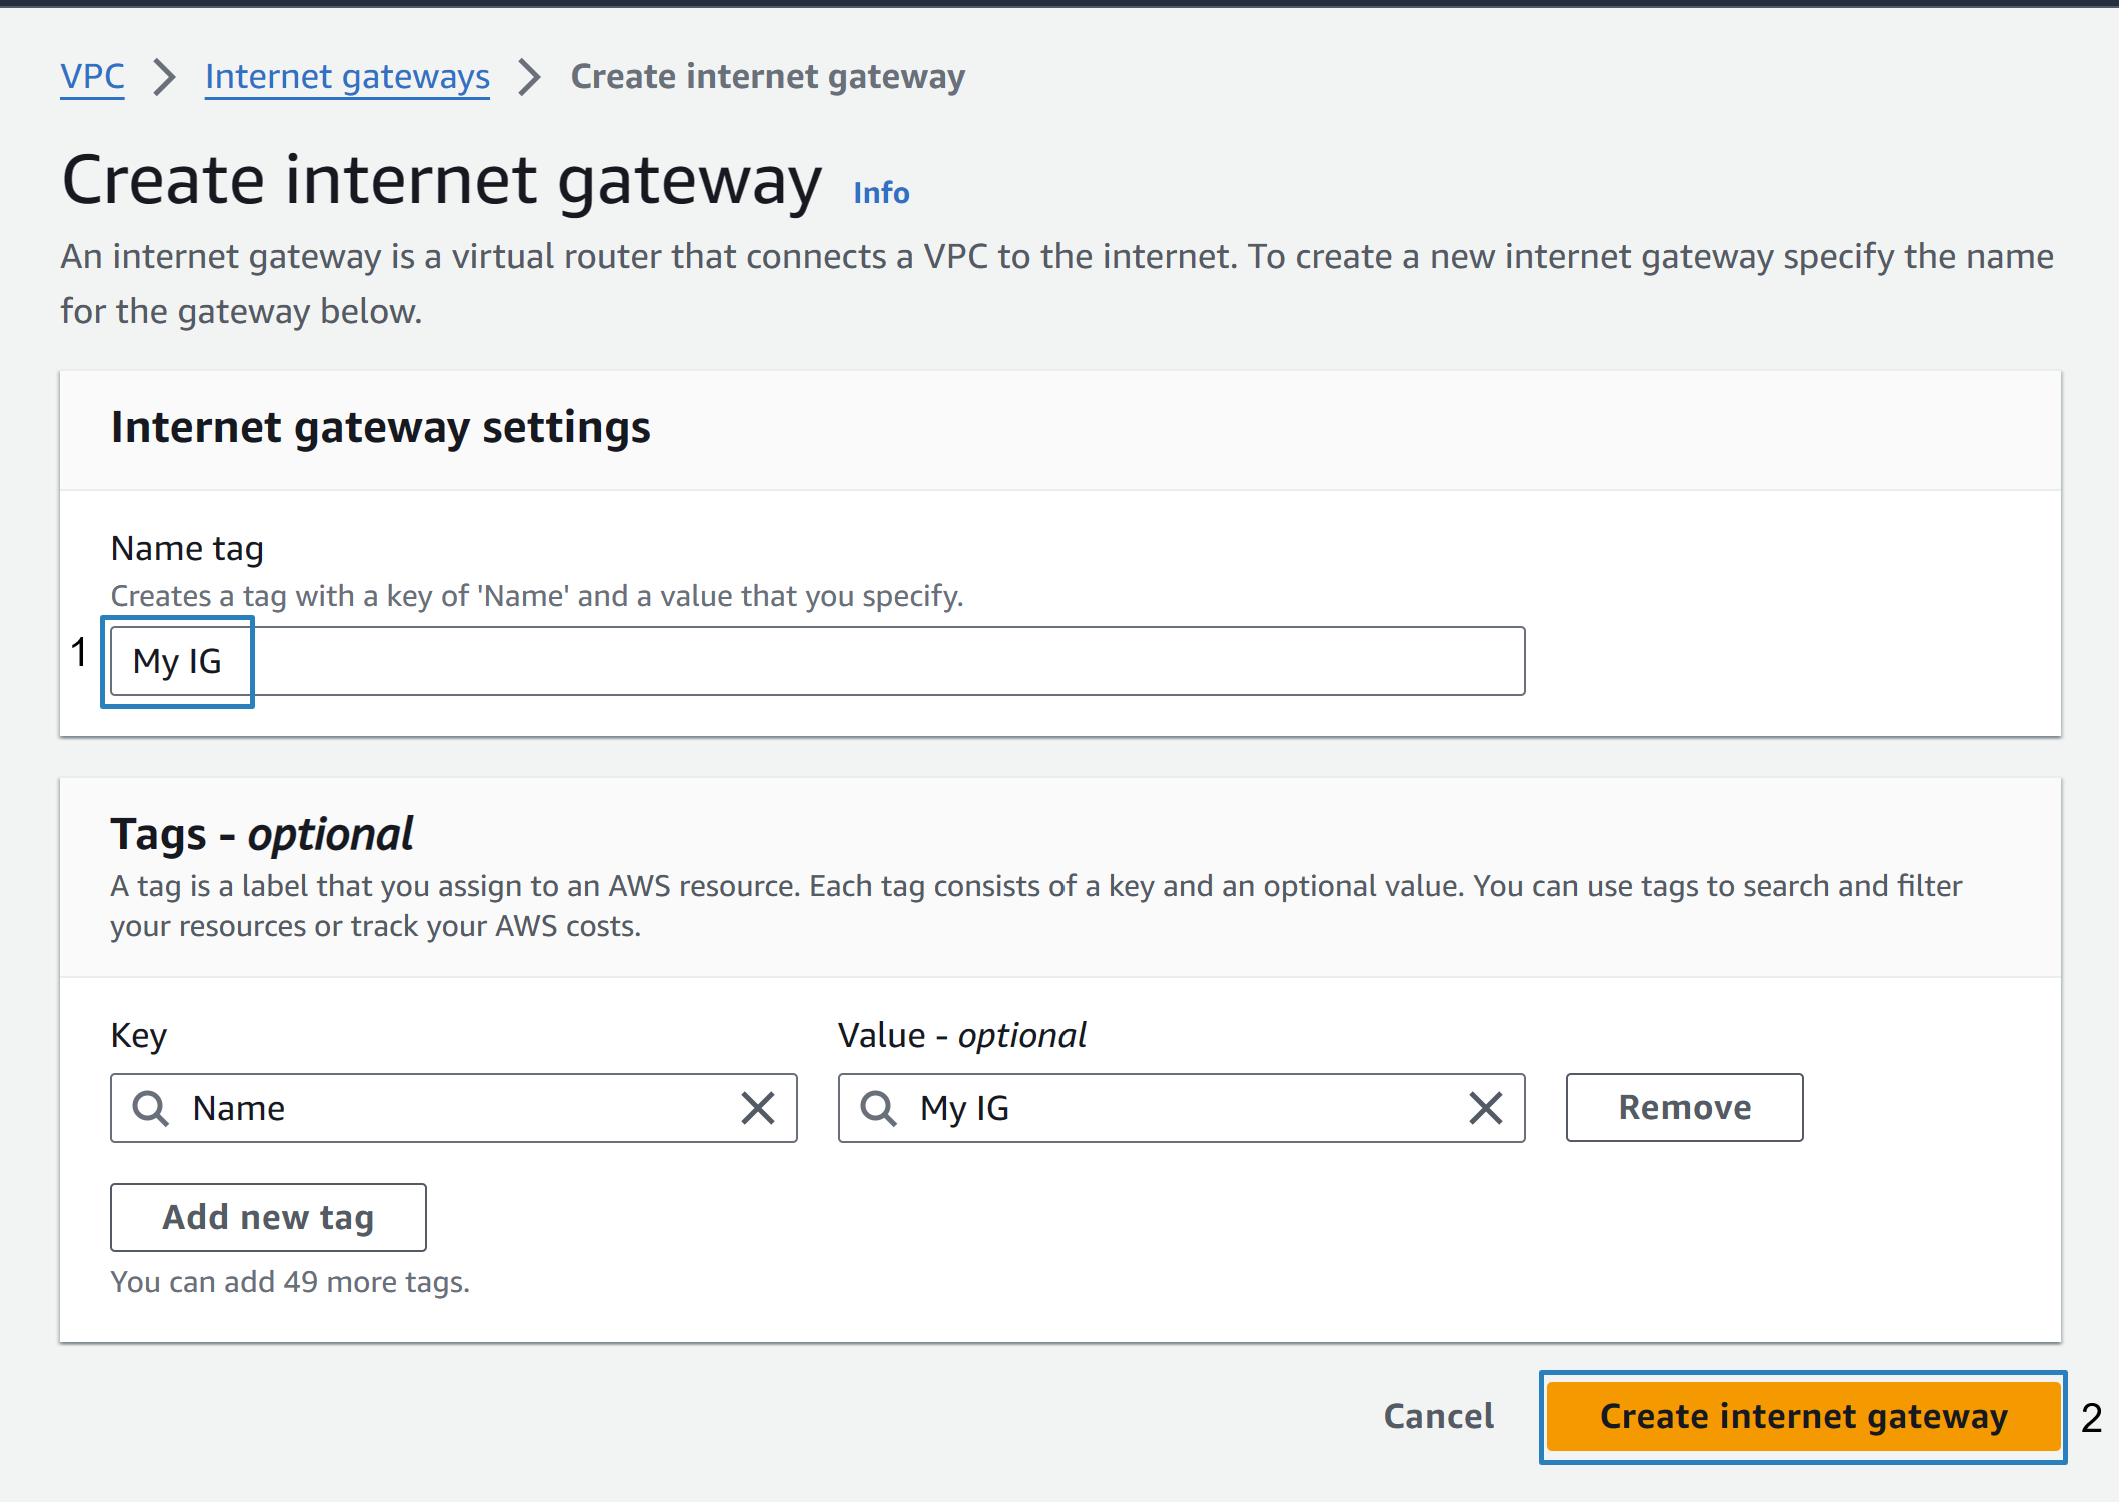 VPC > Internet gateways > Create internet gateway
Create internet gateway Info
An internet gateway is a virtual router that connects a VPC to the internet. To create a new internet gateway specify the name
for the gateway below.
Internet gateway settings
Name tag
Creates a tag with a key of 'Name' and a value that you specify.
1 My IG
Tags - optional
A tag is a label that you assign to an AWS resource. Each tag consists of a key and an optional value. You can use tags to search and filter
your resources or track your AWS costs.
Key Value - optional
Name My IG Remove
Add new tag
You can add 49 more tags.
Cancel Create internet gateway 2